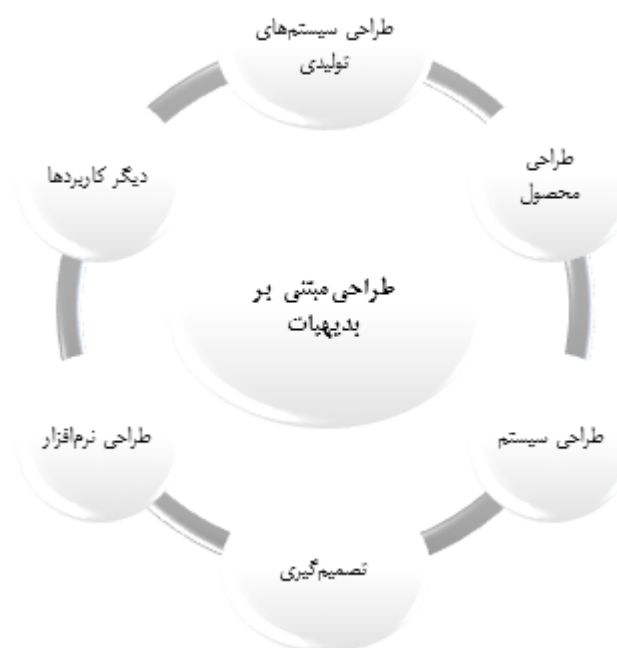 طراحی سیستم‌های
تولیدی
طراحی
محصول
دیگر کاربردها
طراحی مبتنی بر
بدیهیات
طراحی سیستم
طراحی نرم‌افزار
تصمیم‌گیری